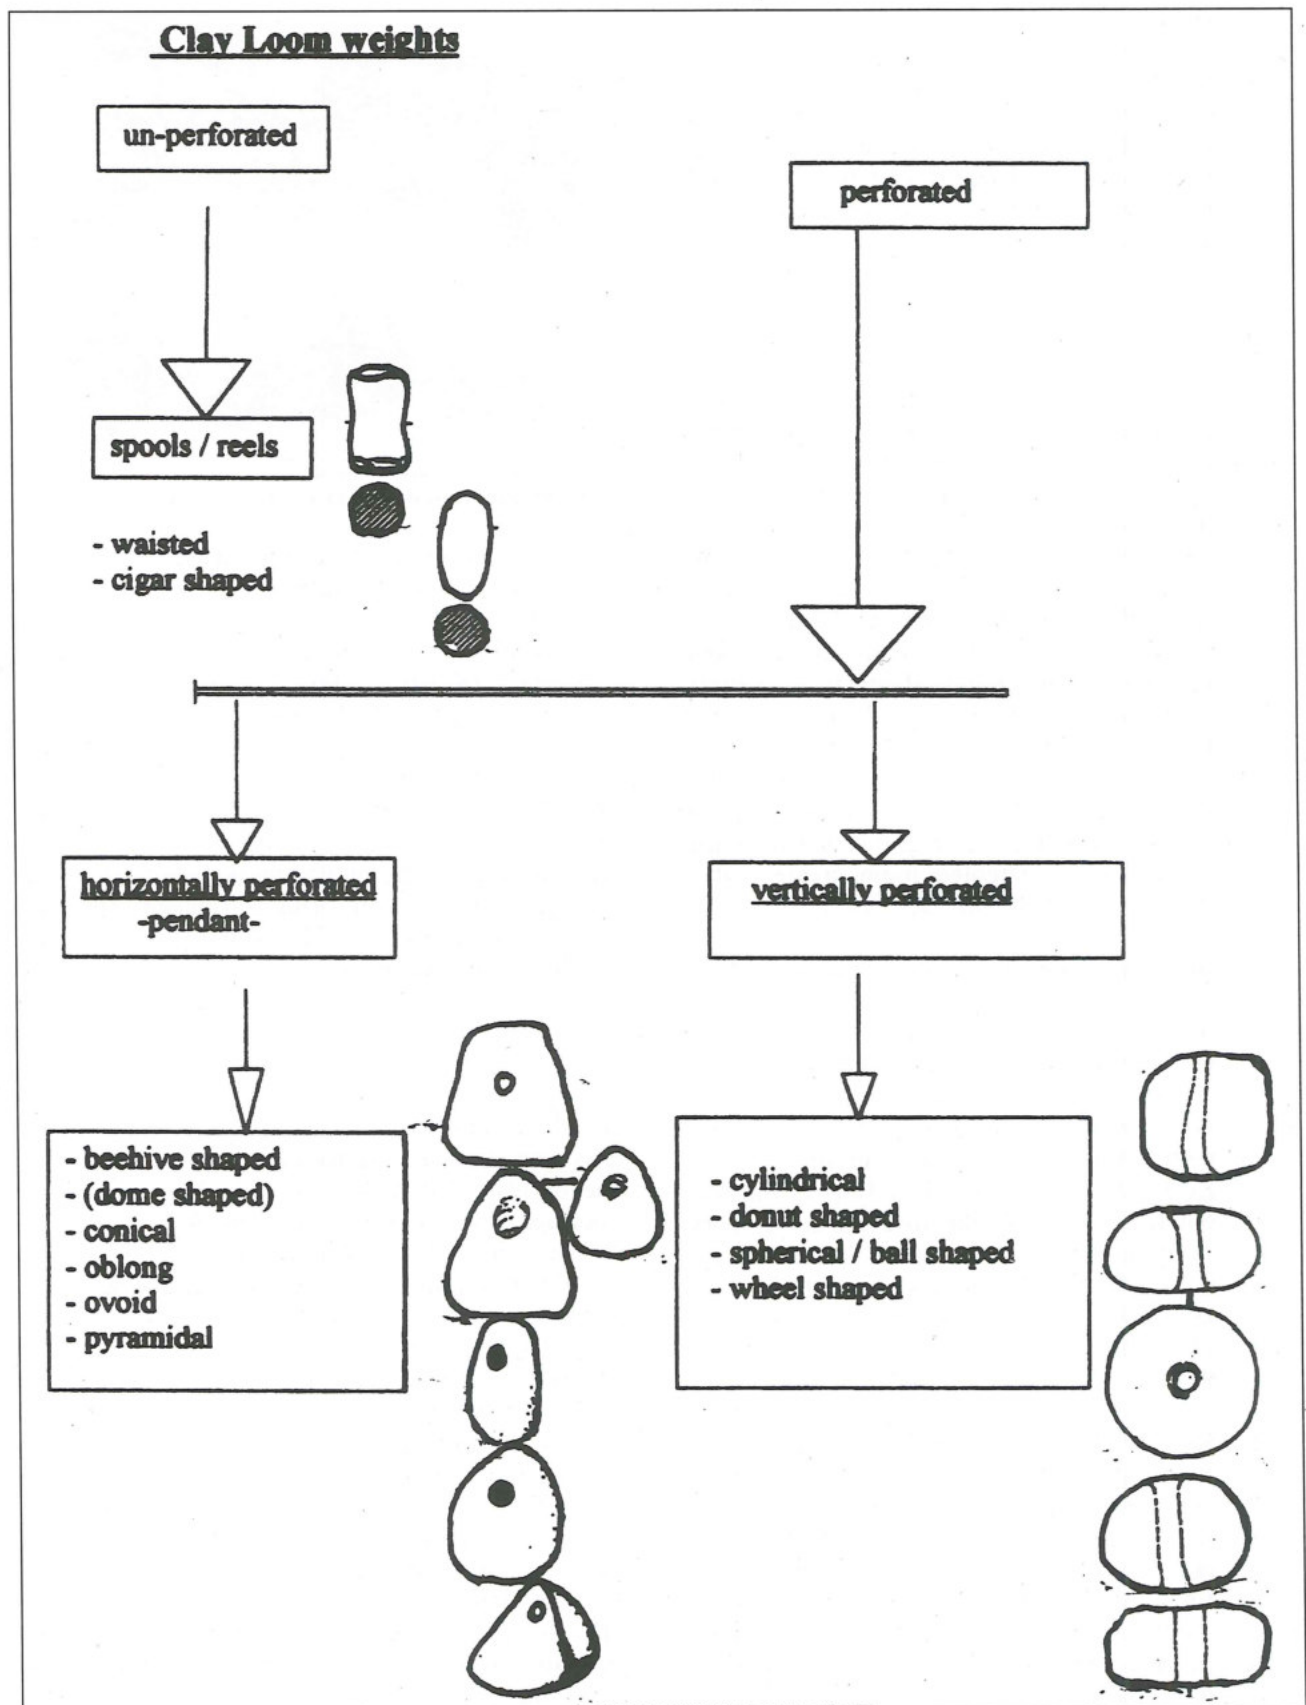 Clay Loom weights
un-perforated
perforated
spools / reels
- waisted
- cigar shaped
horizontally perforated
-pendant-
vertically perforated
- beehive shaped
- (dome shaped)
- conical
- oblong
- ovoid
- pyramidal
- cylindrical
- donut shaped
- spherical / ball shaped
- wheel shaped